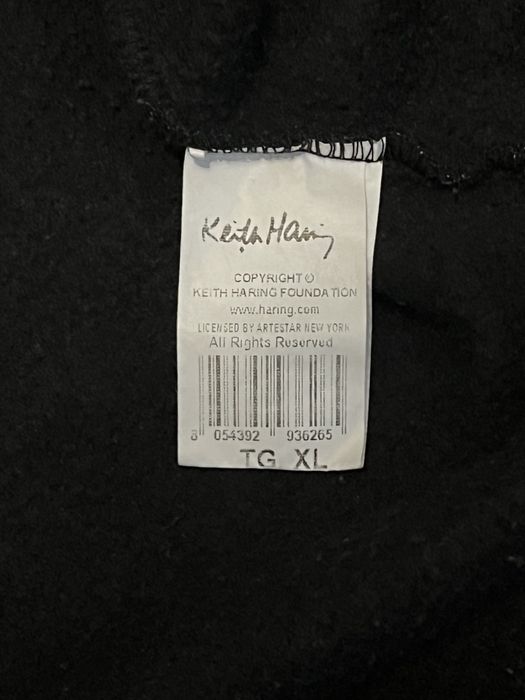 Keith Haring
COPYRIGHT ©
KEITH HARING FOUNDATION
www.haring.com
LICENSED BY ARTESTAR NEW YORK
All Rights Reserved
8 054392 936265
TG XL